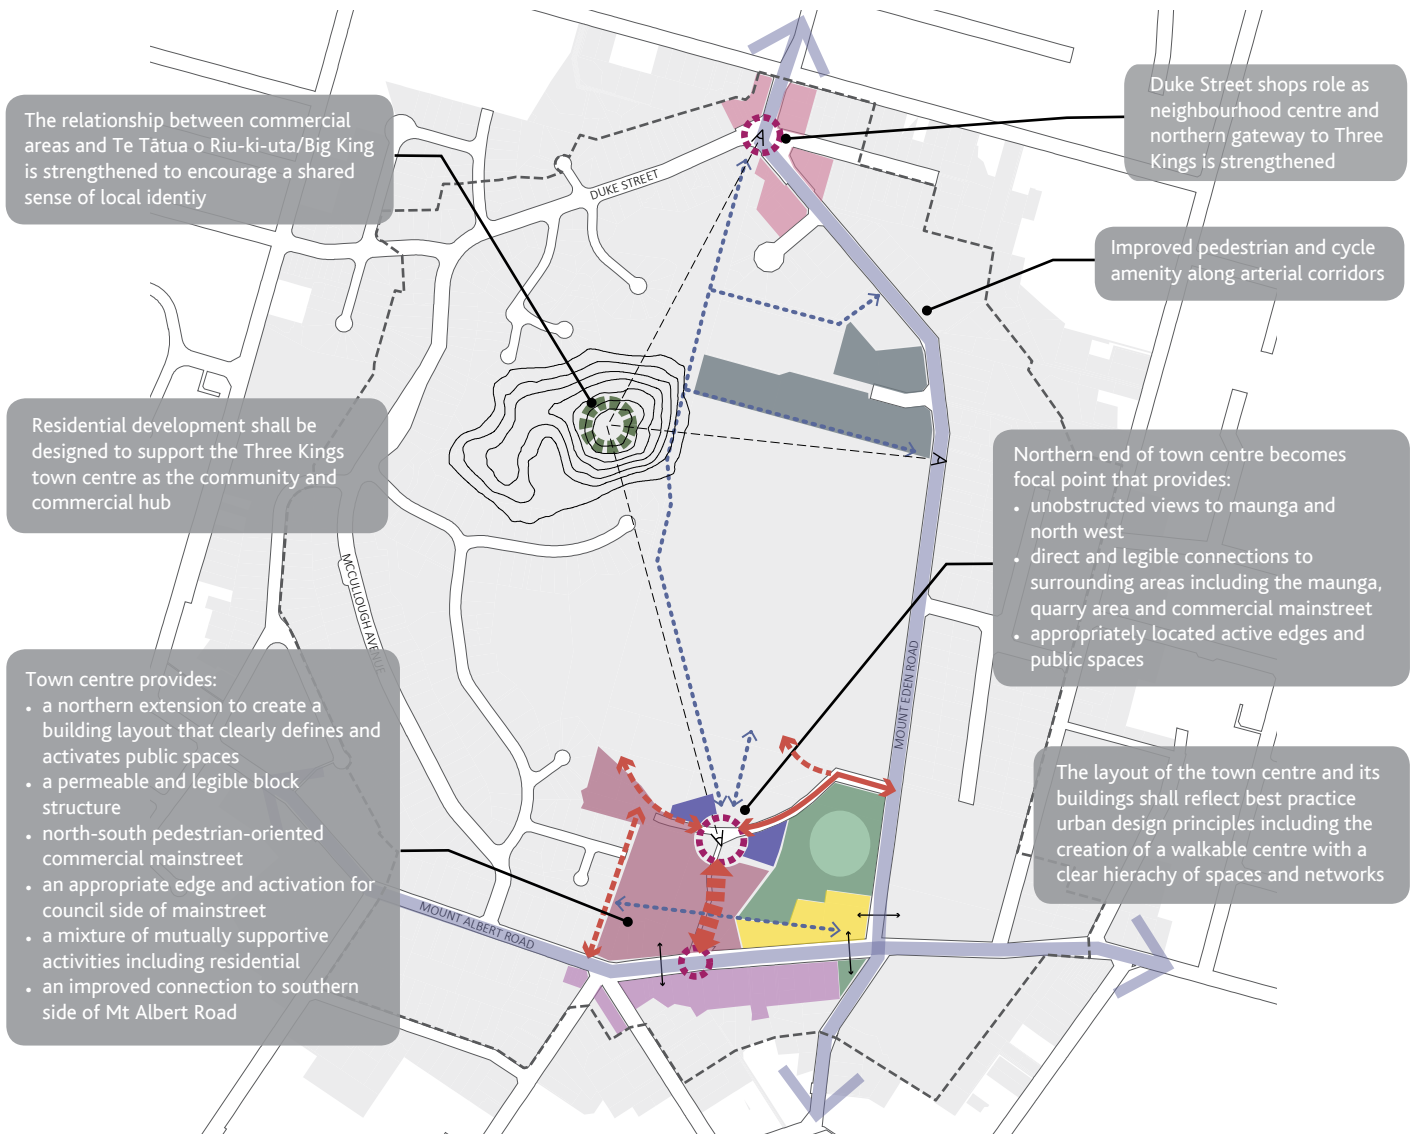 The relationship between commercial
areas and Te Tātua o Riu-ki-uta/Big King
is strengthened to encourage a shared
sense of local identiy
Duke Street shops role as
neighbourhood centre and
northern gateway to Three
Kings is strengthened
Improved pedestrian and cycle
amenity along arterial corridors
DUKE STREET
Residential development shall be
designed to support the Three Kings
town centre as the community and
commercial hub
Northern end of town centre becomes
focal point that provides:
• unobstructed views to maunga and
north west
• direct and legible connections to
surrounding areas including the maunga,
quarry area and commercial mainstreet
• appropriately located active edges and
public spaces
MCCULLOUGH AVENUE
MOUNT EDEN ROAD
Town centre provides:
• a northern extension to create a
building layout that clearly defines and
activates public spaces
• a permeable and legible block
structure
• north-south pedestrian-oriented
commercial mainstreet
• an appropriate edge and activation for
council side of mainstreet
• a mixture of mutually supportive
activities including residential
• an improved connection to southern
side of Mt Albert Road
The layout of the town centre and its
buildings shall reflect best practice
urban design principles including the
creation of a walkable centre with a
clear hierachy of spaces and networks
MOUNT ALBERT ROAD